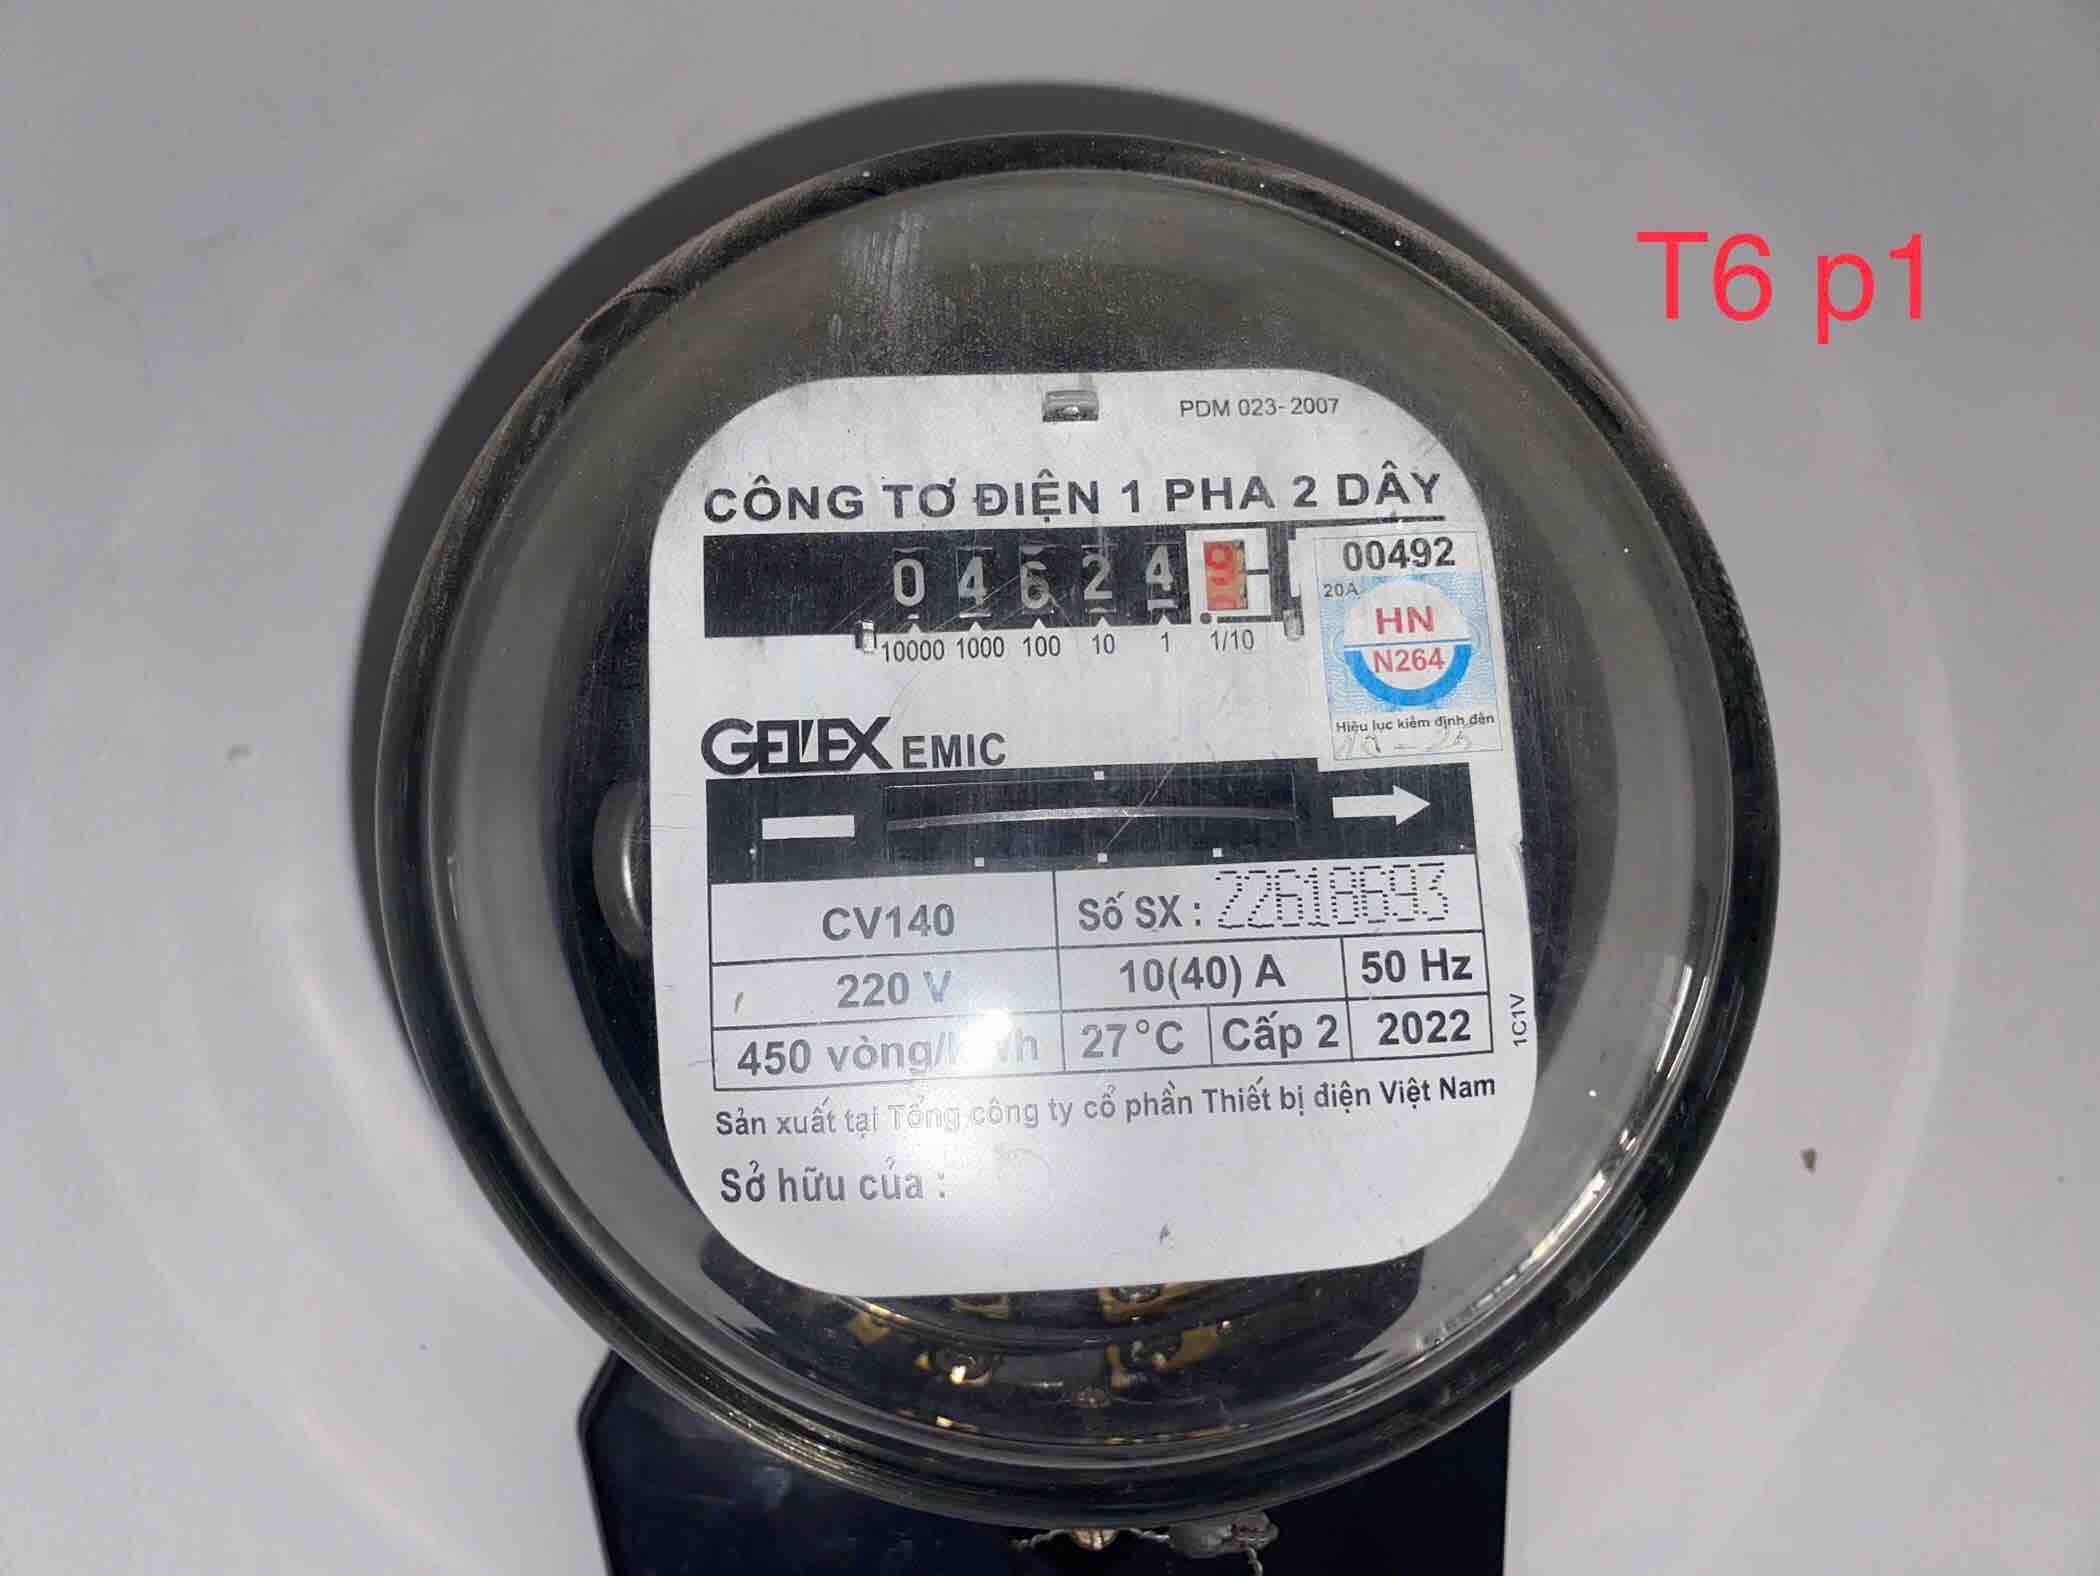 T6 p1
PDM 023-2007
CÔNG TƠ ĐIỆN 1 PHA 2 DÂY
0 4 6 2 4 9
10000 1000 100 10 1 1/10
00492
20A
HN
N264
Hiệu lực kiểm định đến
GELEX EMIC
CV140
Số SX : 22618693
220 V
10(40) A
50 Hz
450 vòng/kWh
27°C
Cấp 2
2022
1C1V
Sản xuất tại Tổng công ty cổ phần Thiết bị điện Việt Nam
Sở hữu của :